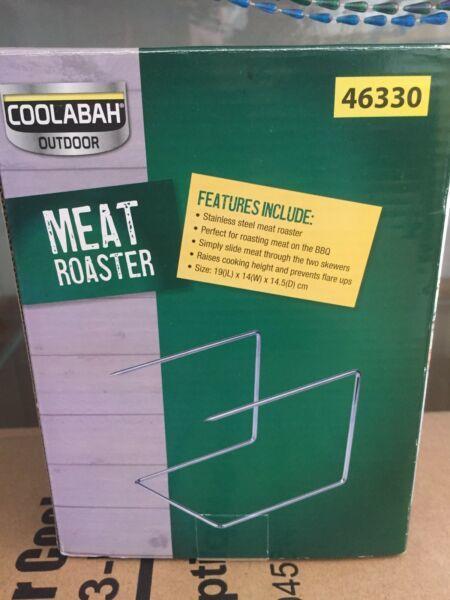 COOLABAH®
OUTDOOR
46330
MEAT
ROASTER
FEATURES INCLUDE:
• Stainless steel meat roaster
• Perfect for roasting meat on the BBQ
• Simply slide meat through the two skewers
• Raises cooking height and prevents flare ups
• Size: 19(L) x 14(W) x 14.5(D) cm